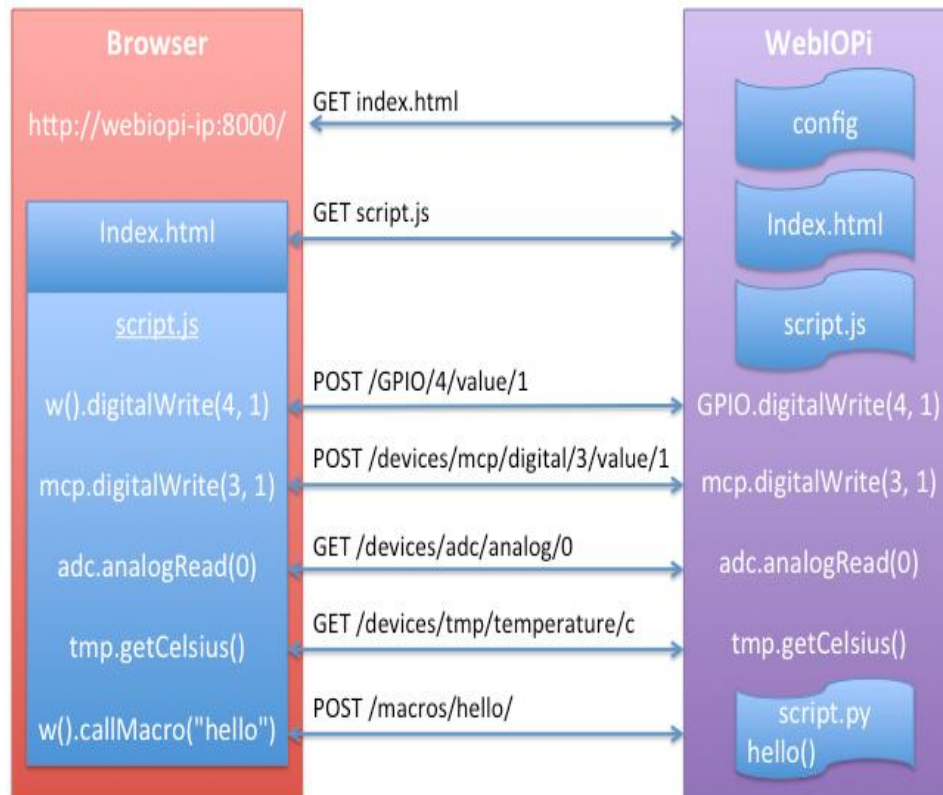 Browser
WebIOPi
http://webiopi-ip:8000/
GET index.html
config
Index.html
GET script.js
Index.html
script.js
script.js
w().digitalWrite(4, 1)
POST /GPIO/4/value/1
GPIO.digitalWrite(4, 1)
mcp.digitalWrite(3, 1)
POST /devices/mcp/digital/3/value/1
mcp.digitalWrite(3, 1)
adc.analogRead(0)
GET /devices/adc/analog/0
adc.analogRead(0)
tmp.getCelsius()
GET /devices/tmp/temperature/c
tmp.getCelsius()
w().callMacro("hello")
POST /macros/hello/
script.py
hello()